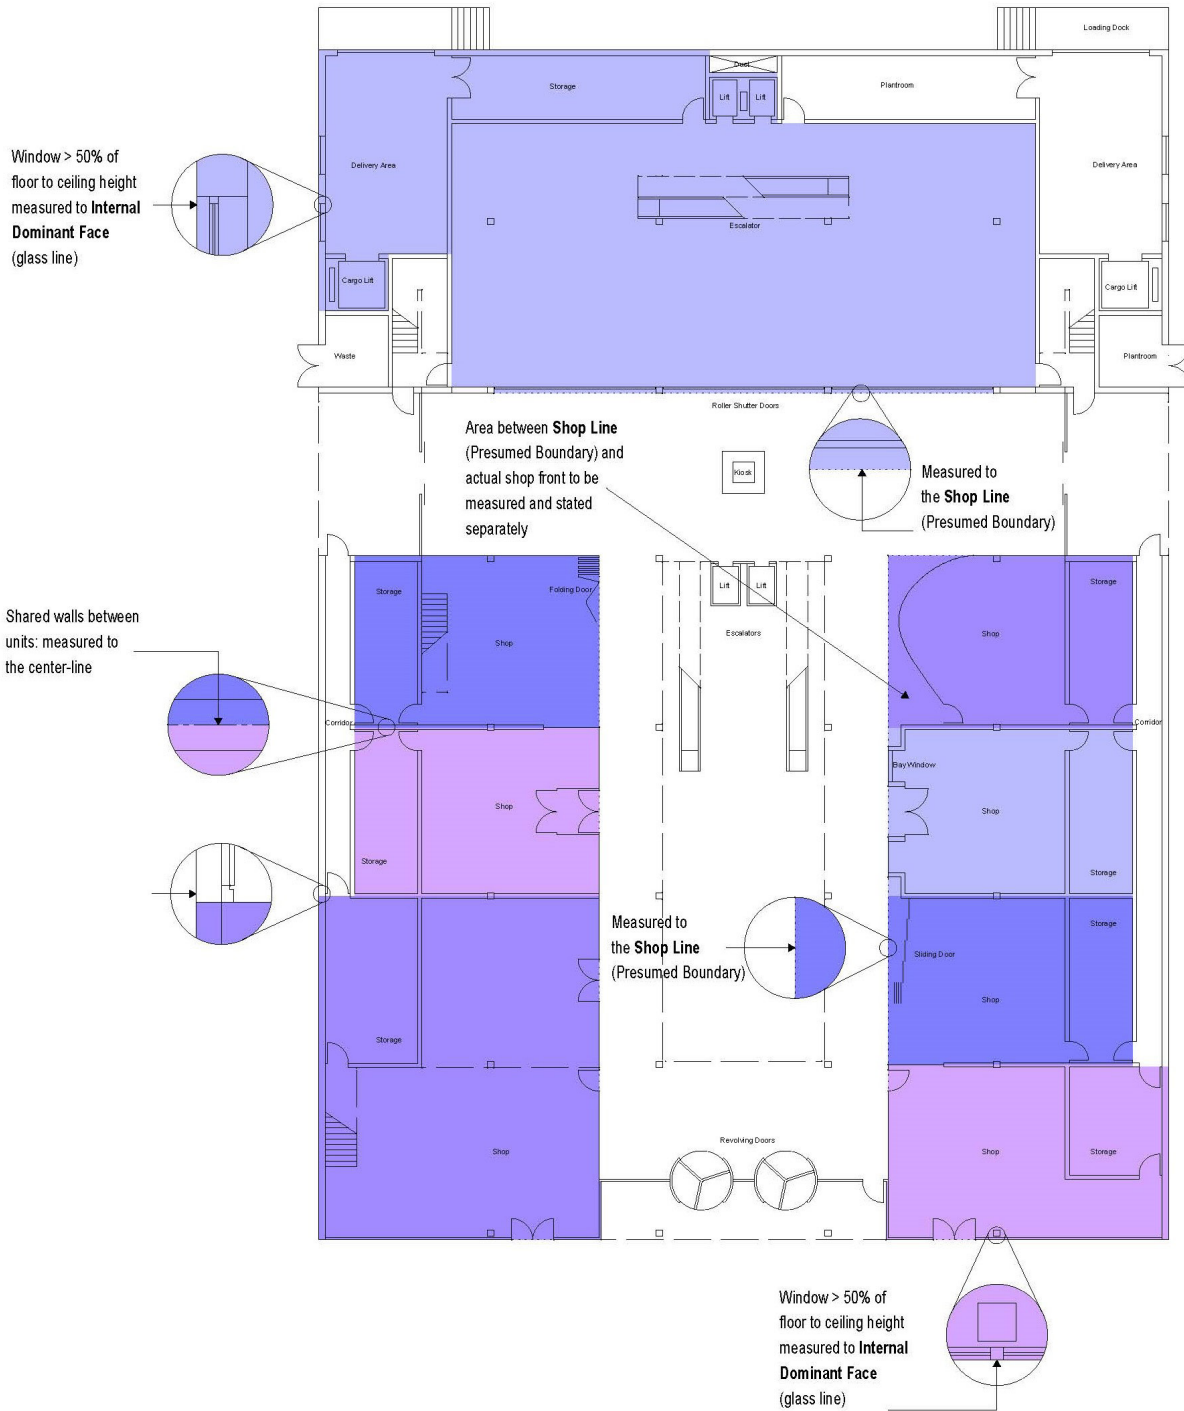 Loading Dock
Duct
Storage
Lift
Lift
Plantroom
Window > 50% of
floor to ceiling height
measured to Internal
Dominant Face
(glass line)
Delivery Area
Delivery Area
Escalator
Cargo Lift
Cargo Lift
Waste
Plantroom
Roller Shutter Doors
Area between Shop Line
(Presumed Boundary) and
actual shop front to be
measured and stated
separately
Kiosk
Measured to
the Shop Line
(Presumed Boundary)
Storage
Folding Door
Lift
Lift
Storage
Shared walls between
units: measured to
the center-line
Shop
Escalators
Shop
Corridor
Corridor
Bay Window
Shop
Shop
Storage
Storage
Measured to
the Shop Line
(Presumed Boundary)
Storage
Sliding Door
Shop
Storage
Revolving Doors
Shop
Shop
Storage
Window > 50% of
floor to ceiling height
measured to Internal
Dominant Face
(glass line)